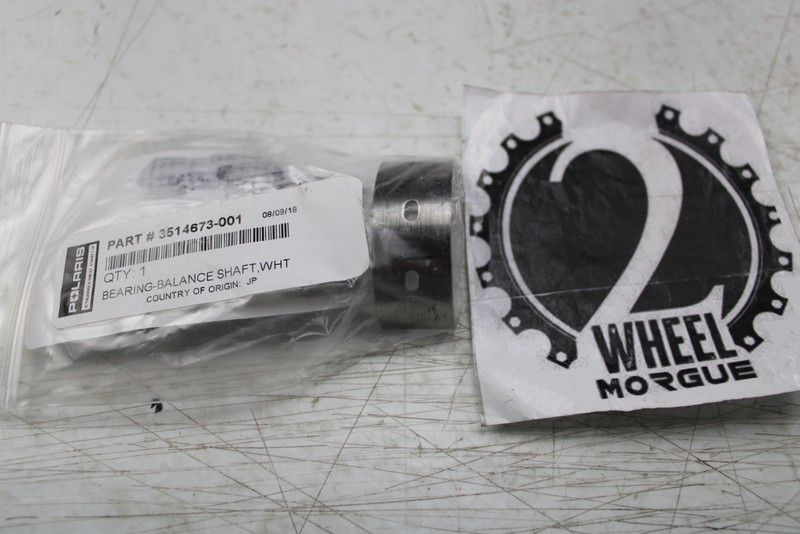 POLARIS
PART # 3514673-001
08/09/16
QTY: 1
BEARING-BALANCE SHAFT,WHT
COUNTRY OF ORIGIN: JP
2
WHEEL
MORGUE